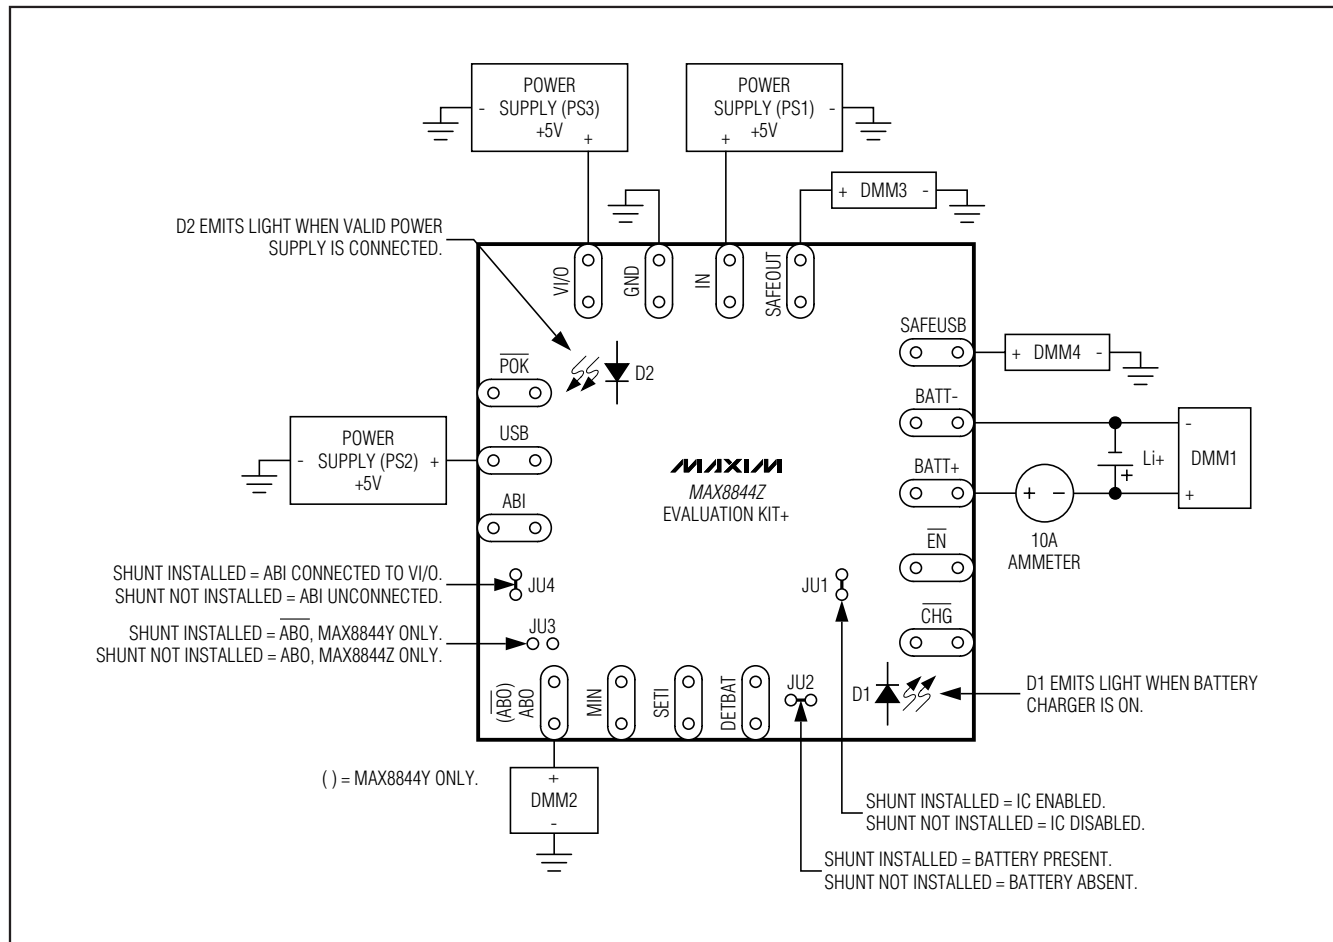 POWER
SUPPLY (PS3)
+5V
-
+
POWER
SUPPLY (PS1)
+5V
-
+
+ DMM3 -
D2 EMITS LIGHT WHEN VALID POWER
SUPPLY IS CONNECTED.
VI/O
GND
IN
SAFEOUT
SAFEUSB
+ DMM4 -
P̅O̅K̅
D2
BATT-
-
POWER
SUPPLY (PS2)
+5V
-
+
USB
MAXIM
MAX8844Z
EVALUATION KIT+
BATT+
+ −
Li+
+
DMM1
+
10A
AMMETER
ABI
E̅N̅
SHUNT INSTALLED = ABI CONNECTED TO VI/O.
SHUNT NOT INSTALLED = ABI UNCONNECTED.
JU4
JU1
C̅H̅G̅
SHUNT INSTALLED = A̅B̅O̅, MAX8844Y ONLY.
SHUNT NOT INSTALLED = ABO, MAX8844Z ONLY.
JU3
(A̅B̅O̅)
ABO
MIN
SETI
DETBAT
JU2
D1
D1 EMITS LIGHT WHEN BATTERY
CHARGER IS ON.
( ) = MAX8844Y ONLY.
+
DMM2
-
SHUNT INSTALLED = IC ENABLED.
SHUNT NOT INSTALLED = IC DISABLED.
SHUNT INSTALLED = BATTERY PRESENT.
SHUNT NOT INSTALLED = BATTERY ABSENT.